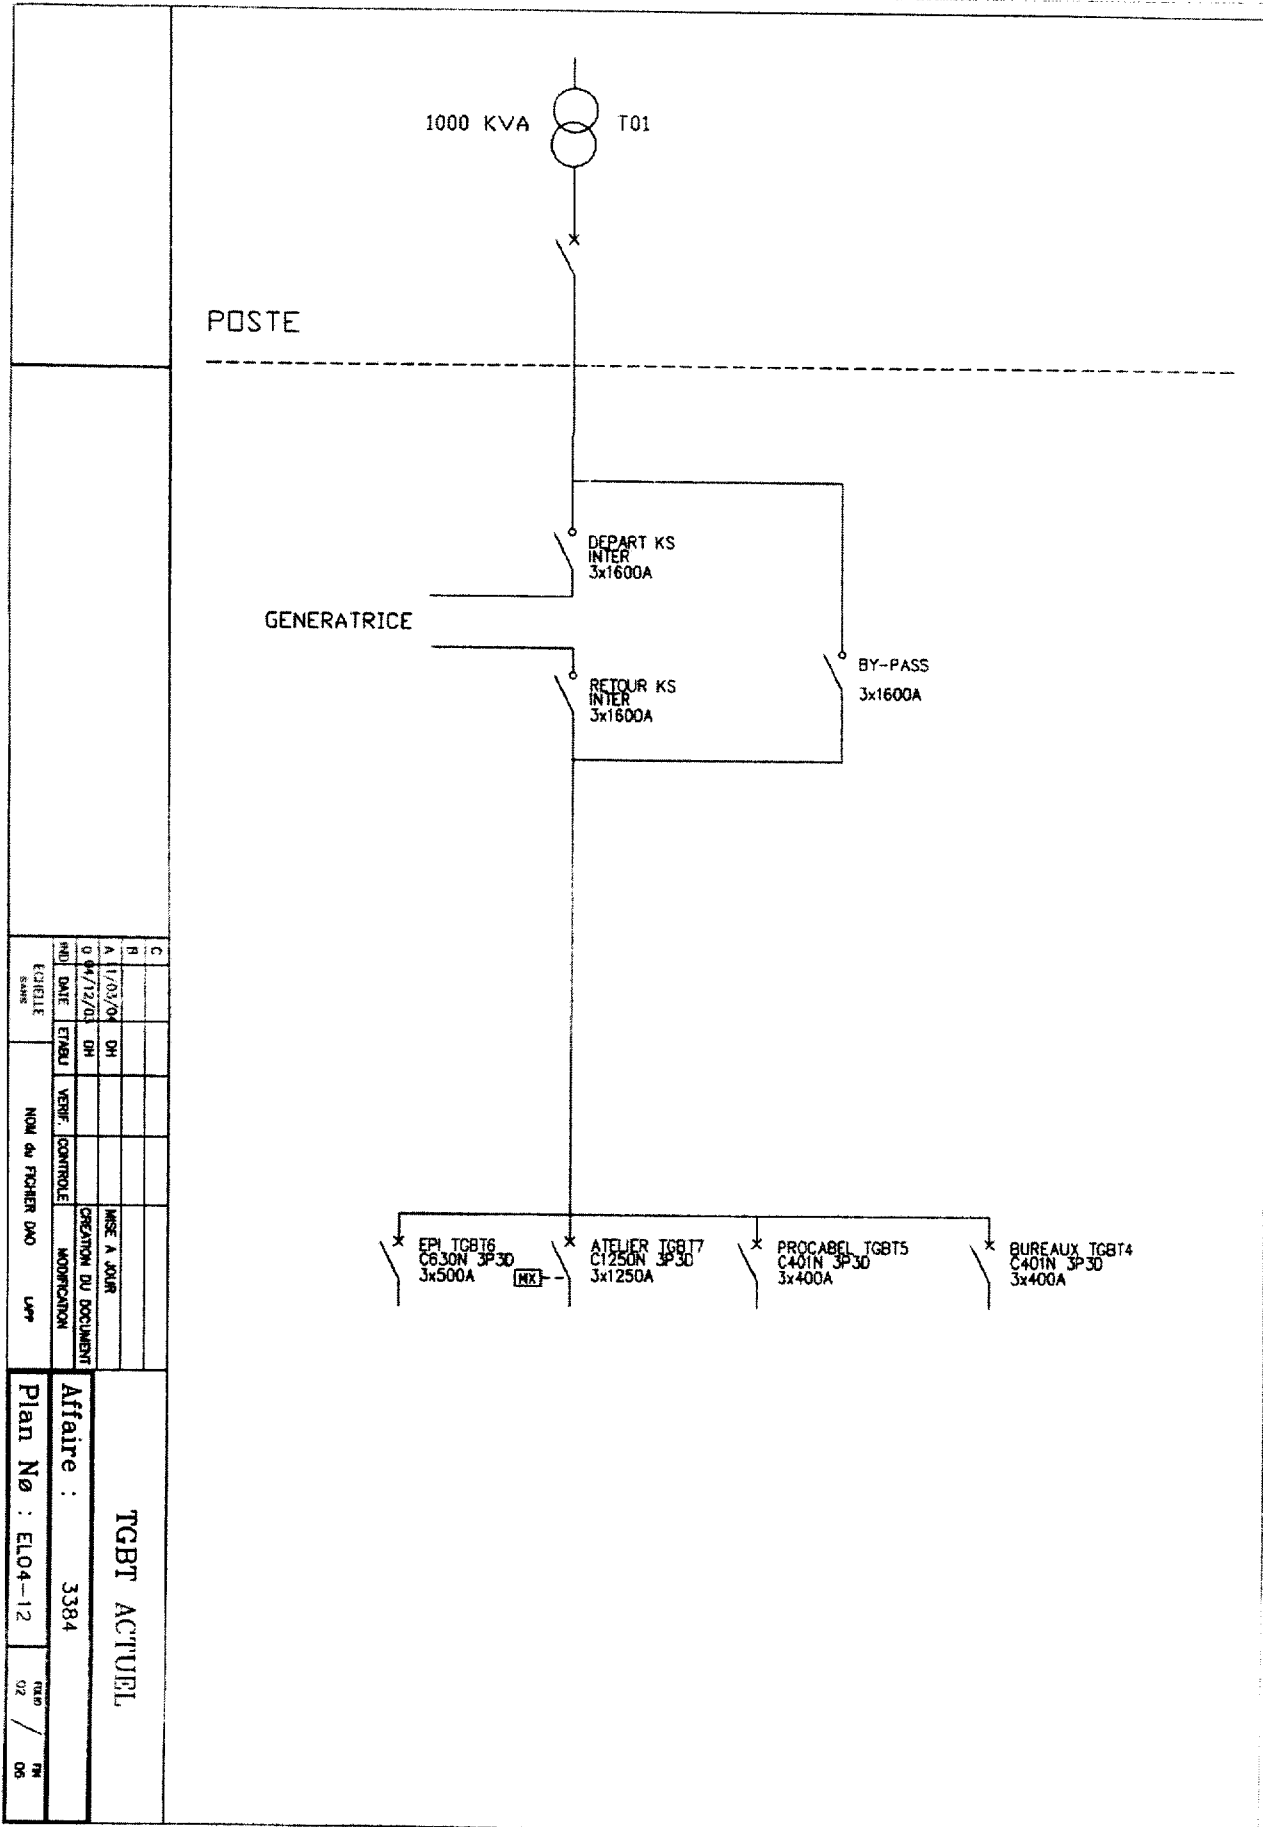 1000 KVA
T01
POSTE
DEPART KS
INTER
3x1600A
GENERATRICE
RETOUR KS
INTER
3x1600A
BY-PASS
3x1600A
EPI TGBT6
C630N 3P3D
3x500A
MX
ATELIER TGBT7
C1250N 3P3D
3x1250A
PROCABEL TGBT5
C401N 3P3D
3x400A
BUREAUX TGBT4
C401N 3P3D
3x400A
C
B
A 11/03/04 DH MISE A JOUR
0 04/12/03 DH CREATION DU DOCUMENT
IND DATE ETABLI VERIF. CONTROLE MODIFICATION
ECHELLE
SANS
NOM du FICHIER DAO LAPP
TGBT ACTUEL
Affaire : 3384
Plan Nø : EL04-12
FOLIO
02 /
FIN
06